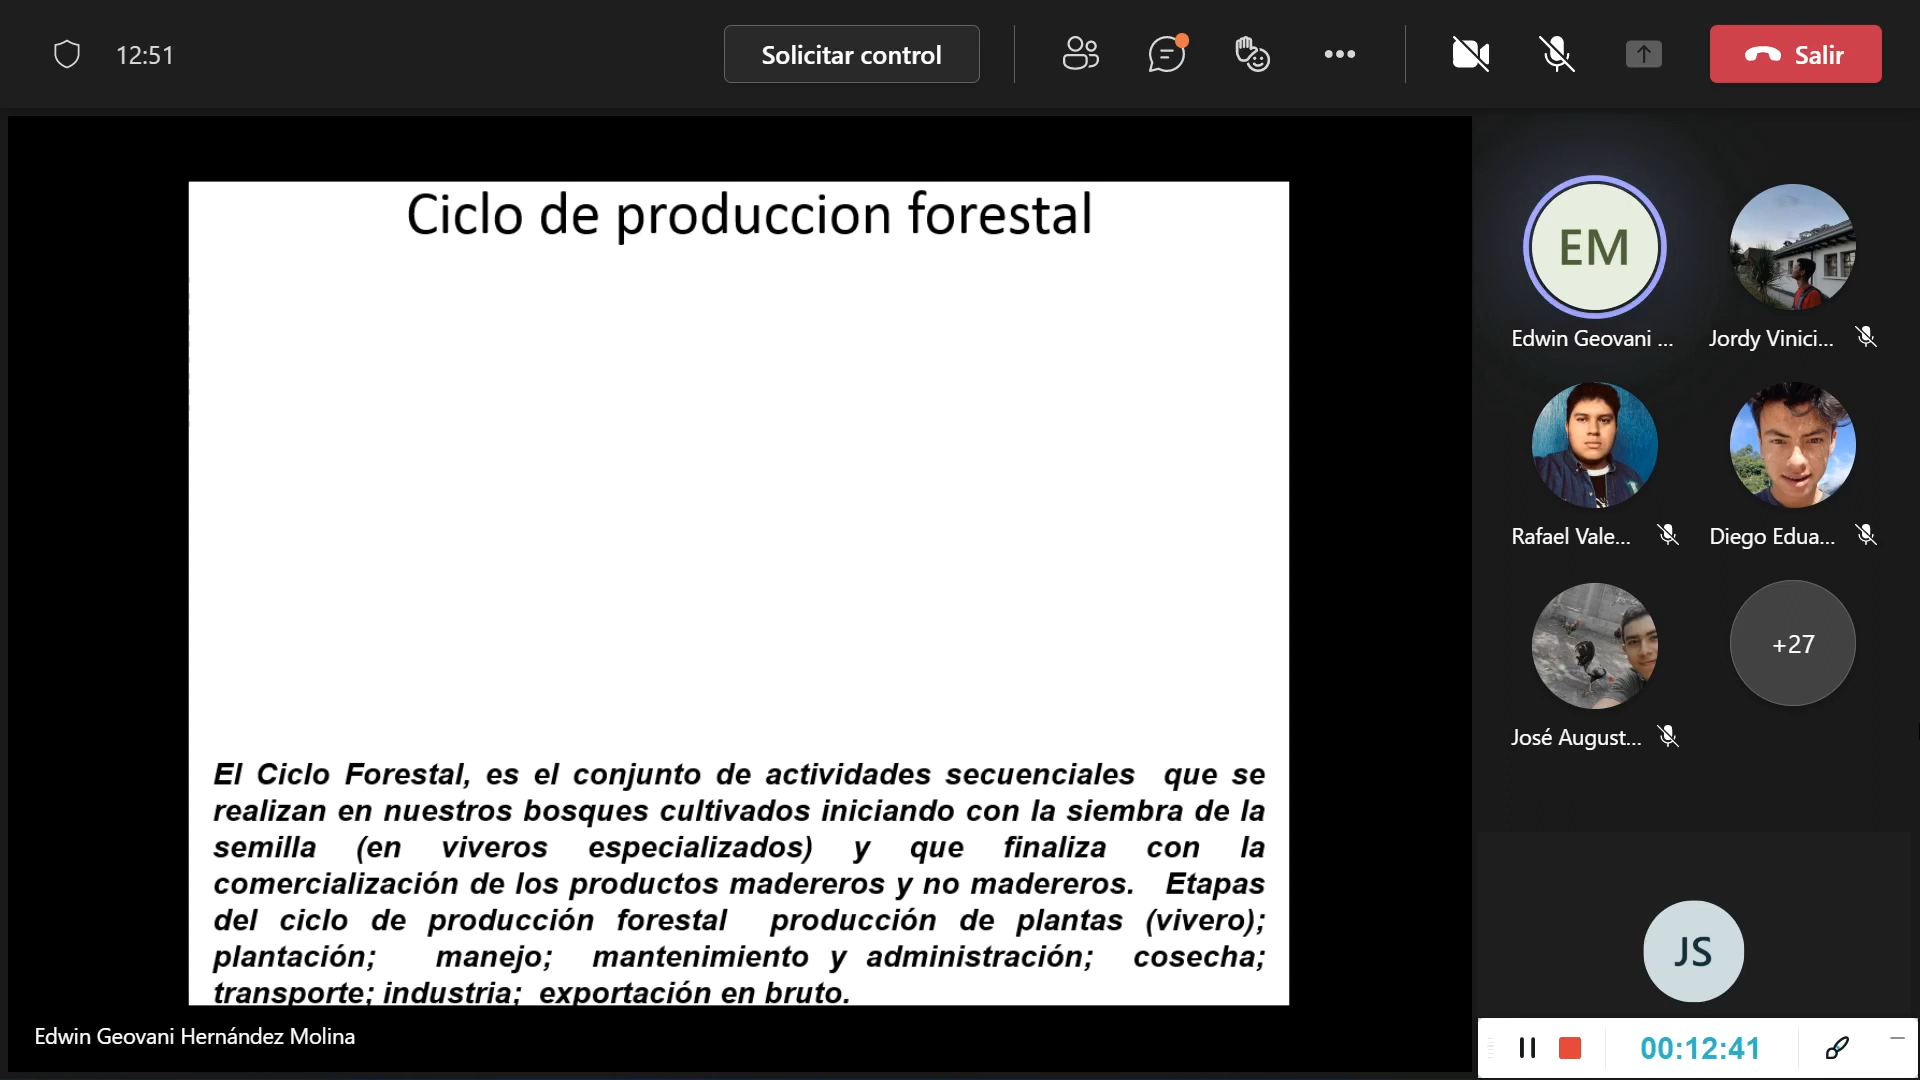 12:51
Solicitar control
Salir
Ciclo de produccion forestal
El Ciclo Forestal, es el conjunto de actividades secuenciales que se
realizan en nuestros bosques cultivados iniciando con la siembra de la
semilla (en viveros especializados) y que finaliza con la
comercialización de los productos madereros y no madereros. Etapas
del ciclo de producción forestal producción de plantas (vivero);
plantación; manejo; mantenimiento y administración; cosecha;
transporte; industria; exportación en bruto.
Edwin Geovani Hernández Molina
EM
Edwin Geovani ...
Jordy Vinici...
Rafael Vale...
Diego Edua...
José August...
+27
JS
00:12:41